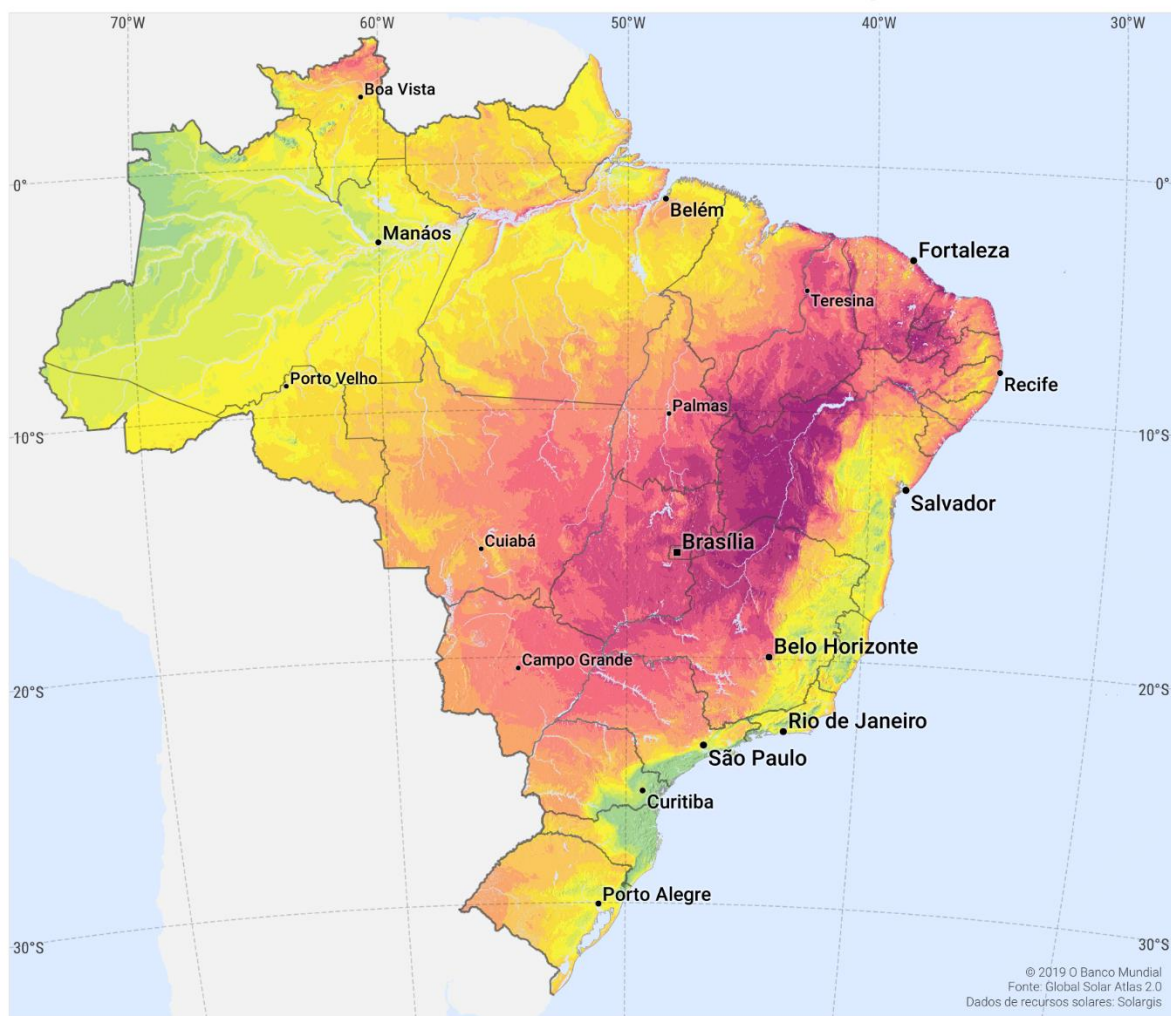 70°W 60°W 50°W 40°W 30°W
Boa Vista
0° 0°
Belém
Manáos
Fortaleza
Teresina
Porto Velho
Recife
Palmas
10°S 10°S
Salvador
Brasília
Cuiabá
Belo Horizonte
Campo Grande
20°S 20°S
Rio de Janeiro
São Paulo
Curitiba
Porto Alegre
30°S 30°S
© 2019 O Banco Mundial
Fonte: Global Solar Atlas 2.0
Dados de recursos solares: Solargis